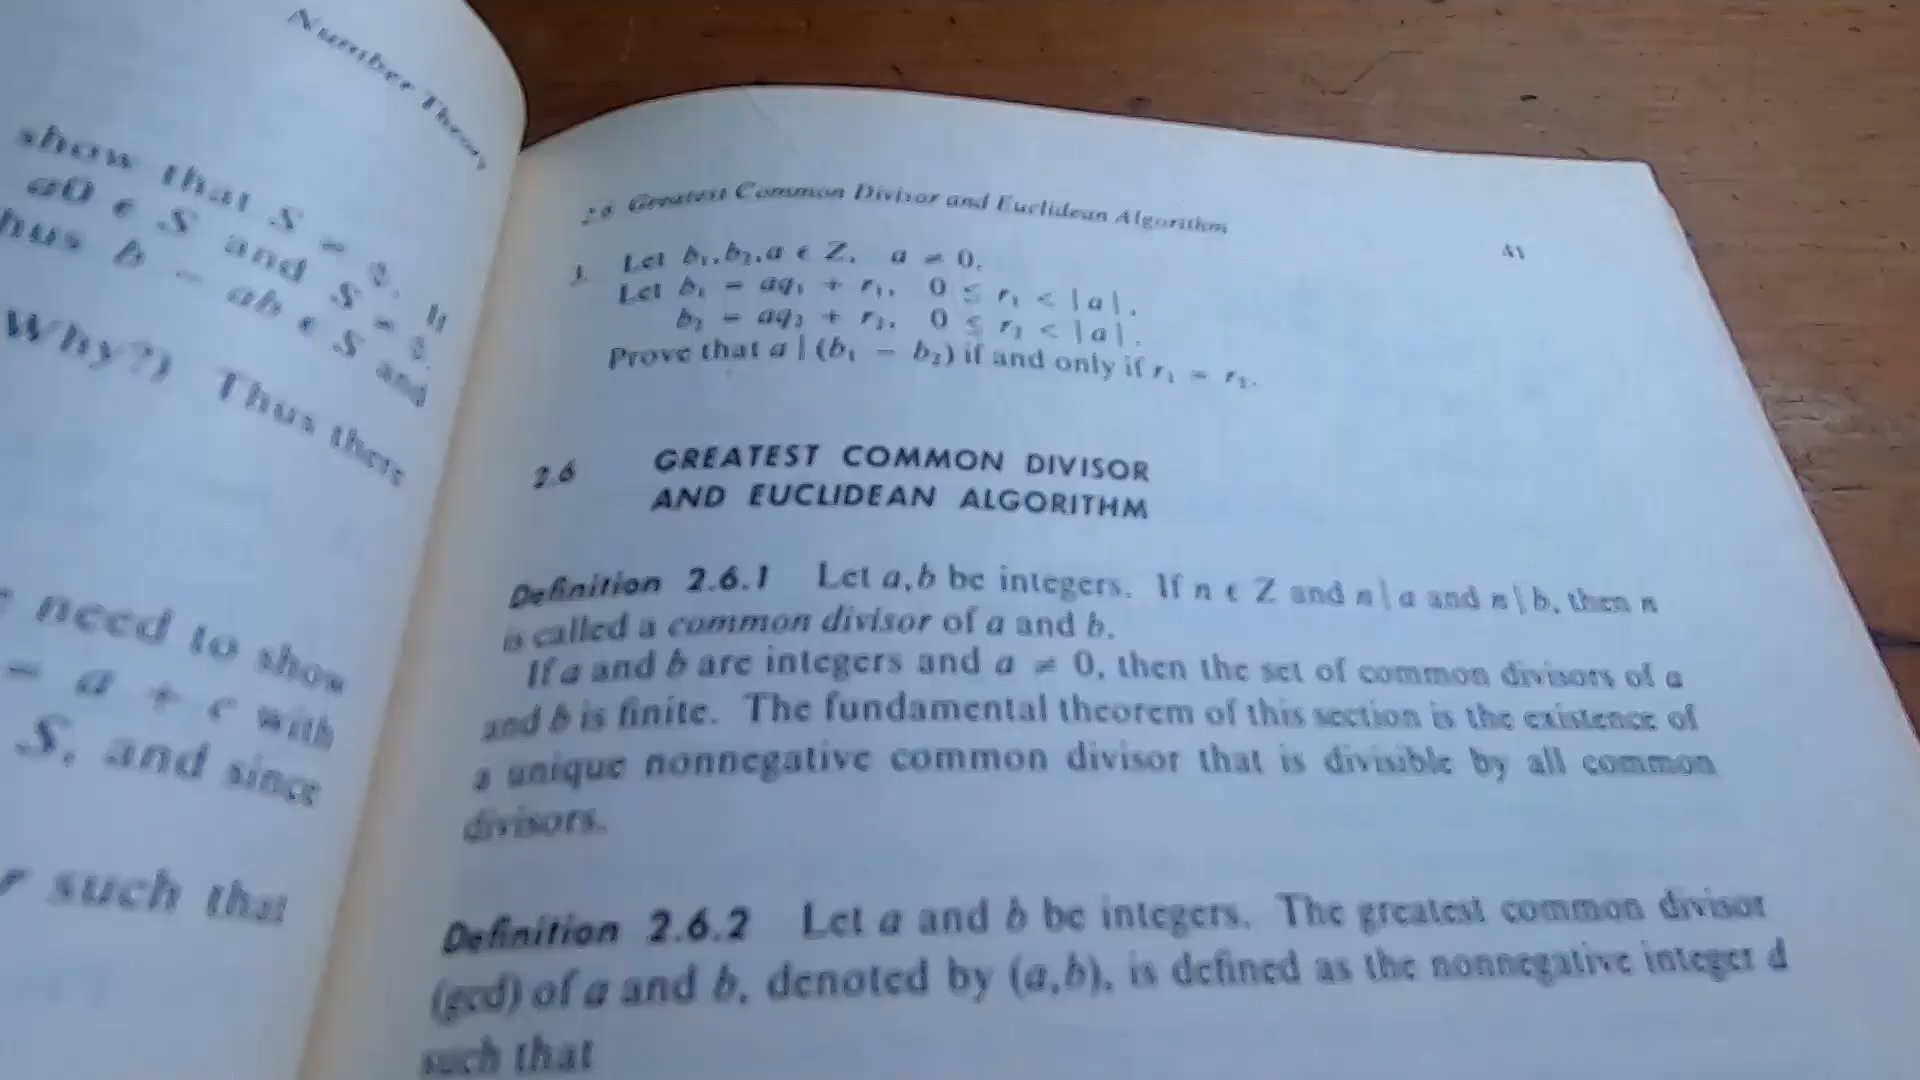 Number Theory
show that S = ∅. If
a0 ϵ S and S = ∅.
hus b − ab ϵ S and
Why?) Thus there
need to show
= a + c with
S, and since
r such that
2.6 Greatest Common Divisor and Euclidean Algorithm
41
3. Let b₁,b₂,a ϵ Z, a ≠ 0.
Let b₁ = aq₁ + r₁, 0 ≤ r₁ < |a|.
b₂ = aq₂ + r₂, 0 ≤ r₂ < |a|.
Prove that a | (b₁ − b₂) if and only if r₁ = r₂.
2.6 GREATEST COMMON DIVISOR
AND EUCLIDEAN ALGORITHM
Definition 2.6.1 Let a,b be integers. If n ϵ Z and n | a and n | b, then n
is called a common divisor of a and b.
If a and b are integers and a ≠ 0, then the set of common divisors of a
and b is finite. The fundamental theorem of this section is the existence of
a unique nonnegative common divisor that is divisible by all common
divisors.
Definition 2.6.2 Let a and b be integers. The greatest common divisor
(gcd) of a and b, denoted by (a,b), is defined as the nonnegative integer d
such that